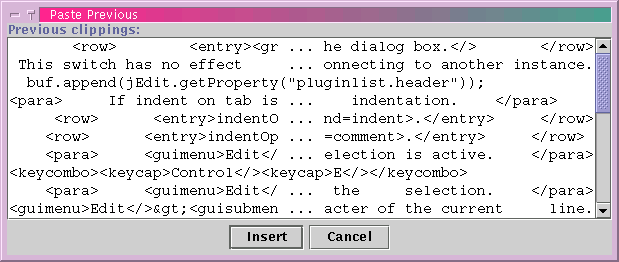 Paste Previous
Previous clippings:
<row> <entry><gr ... he dialog box.</> </row>
This switch has no effect ... onnecting to another instance.
buf.append(jEdit.getProperty("pluginlist.header"));
<para> If indent on tab is ... indentation. </para>
<row> <entry>indentO ... nd=indent>.</entry> </row>
<row> <entry>indentOp ... =comment>.</entry> </row>
<para> <guimenu>Edit</ ... election is active. </para>
<keycombo><keycap>Control</><keycap>E</></keycombo>
<para> <guimenu>Edit</ ... the selection. </para>
<guimenu>Edit</>&gt;<guisubmen ... acter of the current line.
Insert Cancel